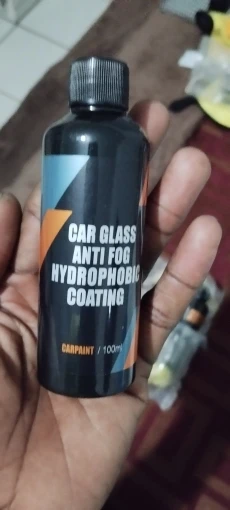 CAR GLASS
ANTI FOG
HYDROPHOBIC
COATING
CARPAINT / 100ml